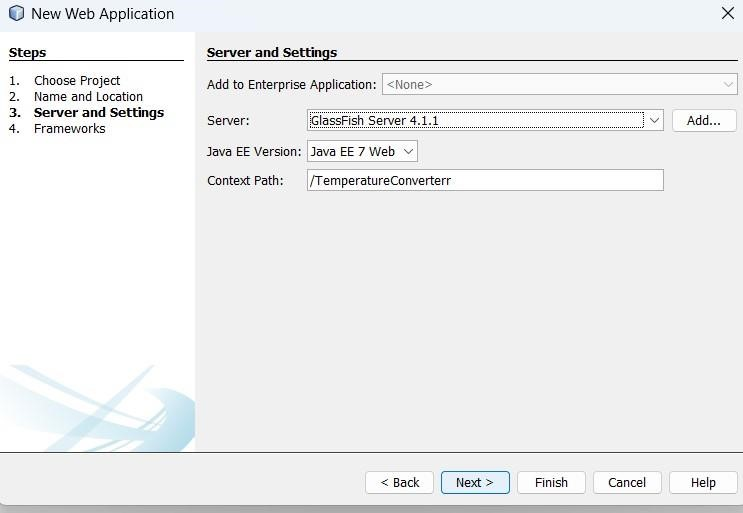 New Web Application
Steps
1. Choose Project
2. Name and Location
3. Server and Settings
4. Frameworks
Server and Settings
Add to Enterprise Application: <None>
Server: GlassFish Server 4.1.1 Add...
Java EE Version: Java EE 7 Web
Context Path: /TemperatureConverterr
< Back Next > Finish Cancel Help